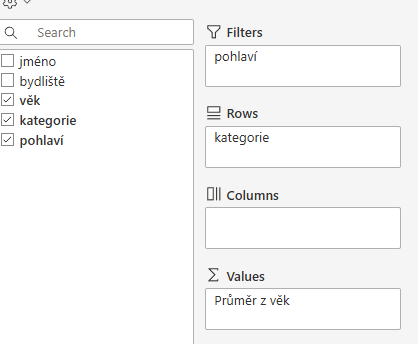 Search
jméno
bydliště
věk
kategorie
pohlaví
Filters
pohlaví
Rows
kategorie
Columns
Values
Průměr z věk